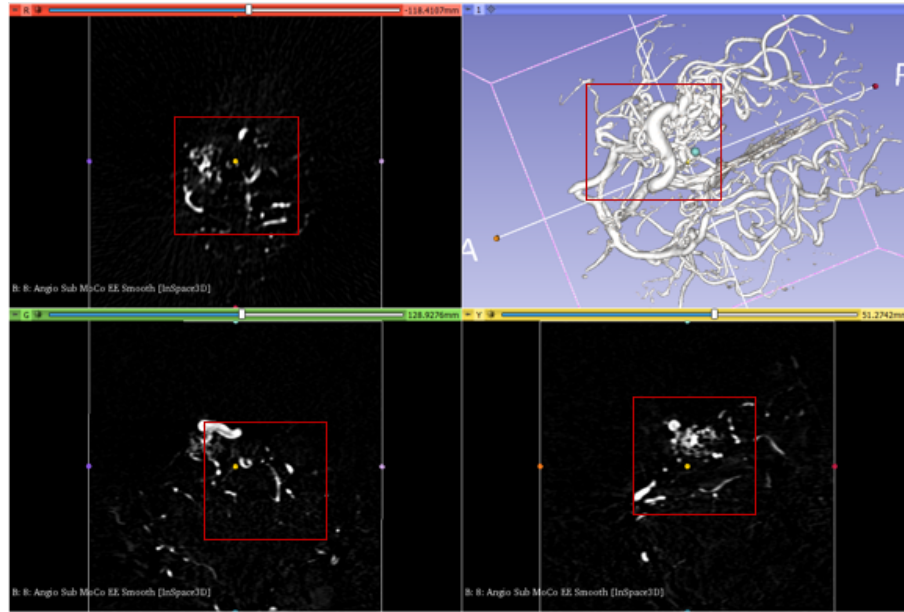 R
-118.4107mm
1
P
A
B: 8: Angio Sub MoCo EE Smooth [InSpace3D]
G
128.9276mm
Y
51.2742mm
B: 8: Angio Sub MoCo EE Smooth [InSpace3D]
B: 8: Angio Sub MoCo EE Smooth [InSpace3D]